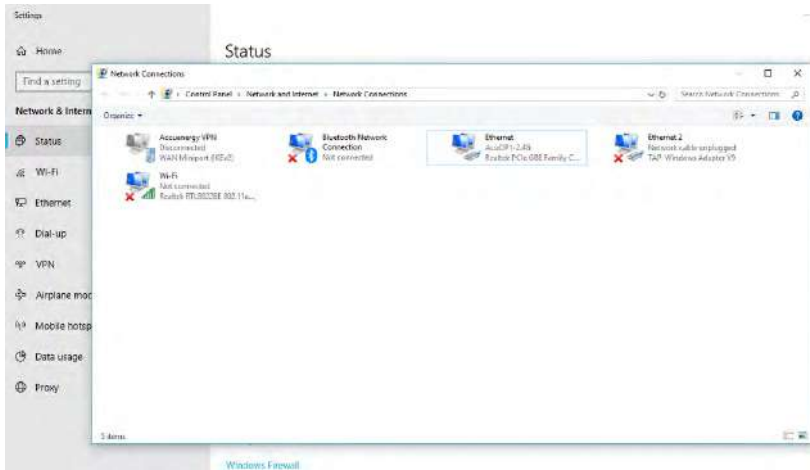 Settings
Home
Status
Find a setting
Network Connections
Control Panel › Network and Internet › Network Connections
Search Network Connections
Network & Intern
Organize
Status
Accuenergy VPN
Disconnected
WAN Miniport (IKEv2)
Bluetooth Network
Connection
Not connected
Ethernet
Realtek PCIe GBE Family C...
Ethernet 2
Network cable unplugged
TAP-Windows Adapter V9
Wi-Fi
Wi-Fi
Not connected
Ethernet
Dial-up
VPN
Airplane mod
Mobile hotsp
Data usage
Proxy
5 items
Windows Firewall